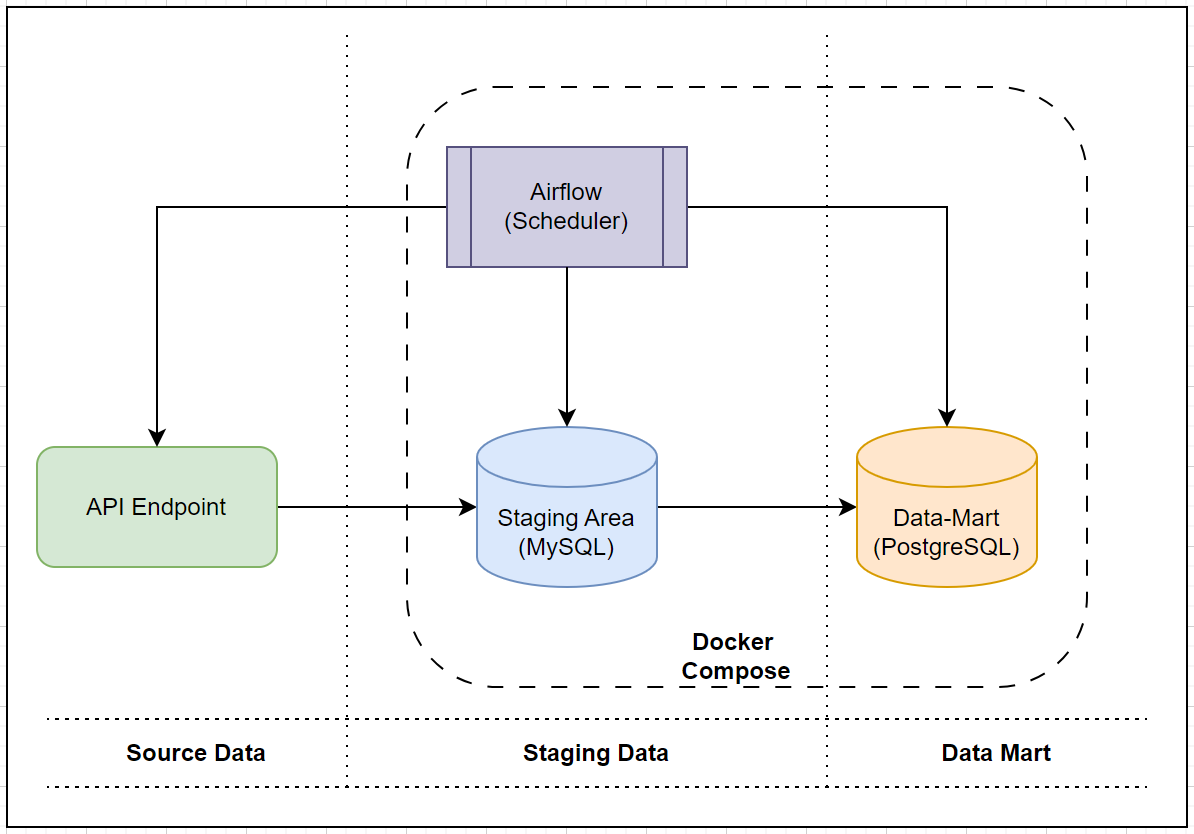 Airflow
(Scheduler)
API Endpoint
Staging Area
(MySQL)
Data-Mart
(PostgreSQL)
Docker
Compose
Source Data
Staging Data
Data Mart